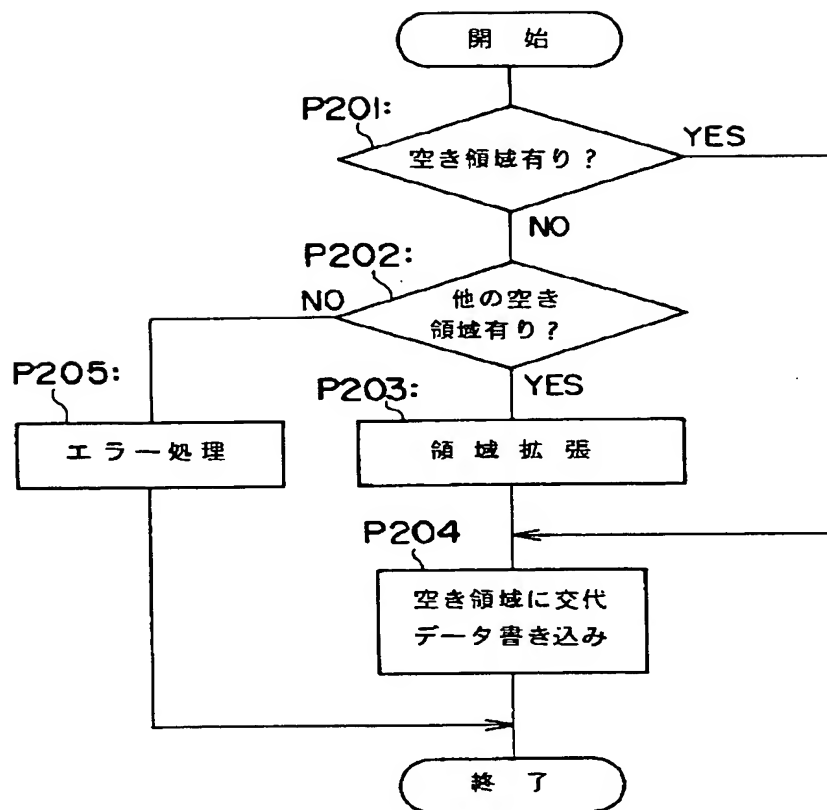 開始
P201:
空き領域有り?
YES
NO
P202:
他の空き
領域有り?
NO
YES
P205:
エラー処理
P203:
領域拡張
P204
空き領域に交代
データ書き込み
終了